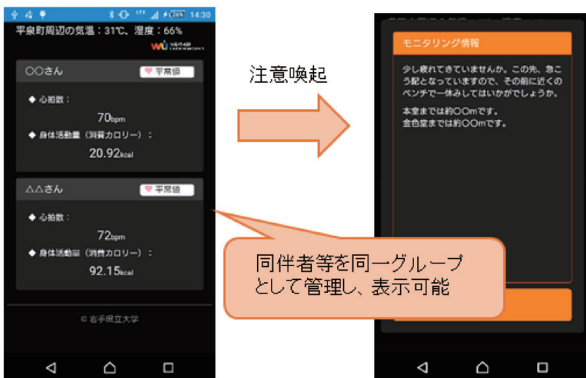 14:30
平泉町周辺の気温：31℃、湿度：66%
○○さん
平常値
◆ 心拍数：
70bpm
◆ 身体活動量（消費カロリー）：
20.92kcal
△△さん
平常値
◆ 心拍数：
72bpm
◆ 身体活動量（消費カロリー）：
92.15kcal
© 岩手県立大学
注意喚起
同伴者等を同一グループ
として管理し、表示可能
モニタリング情報
少し疲れてきていませんか。この先、急こ
う配となっていますので、その前に近くの
ベンチで一休みしてはいかがでしょうか。
本堂までは約○○mです。
金色堂までは約○○mです。